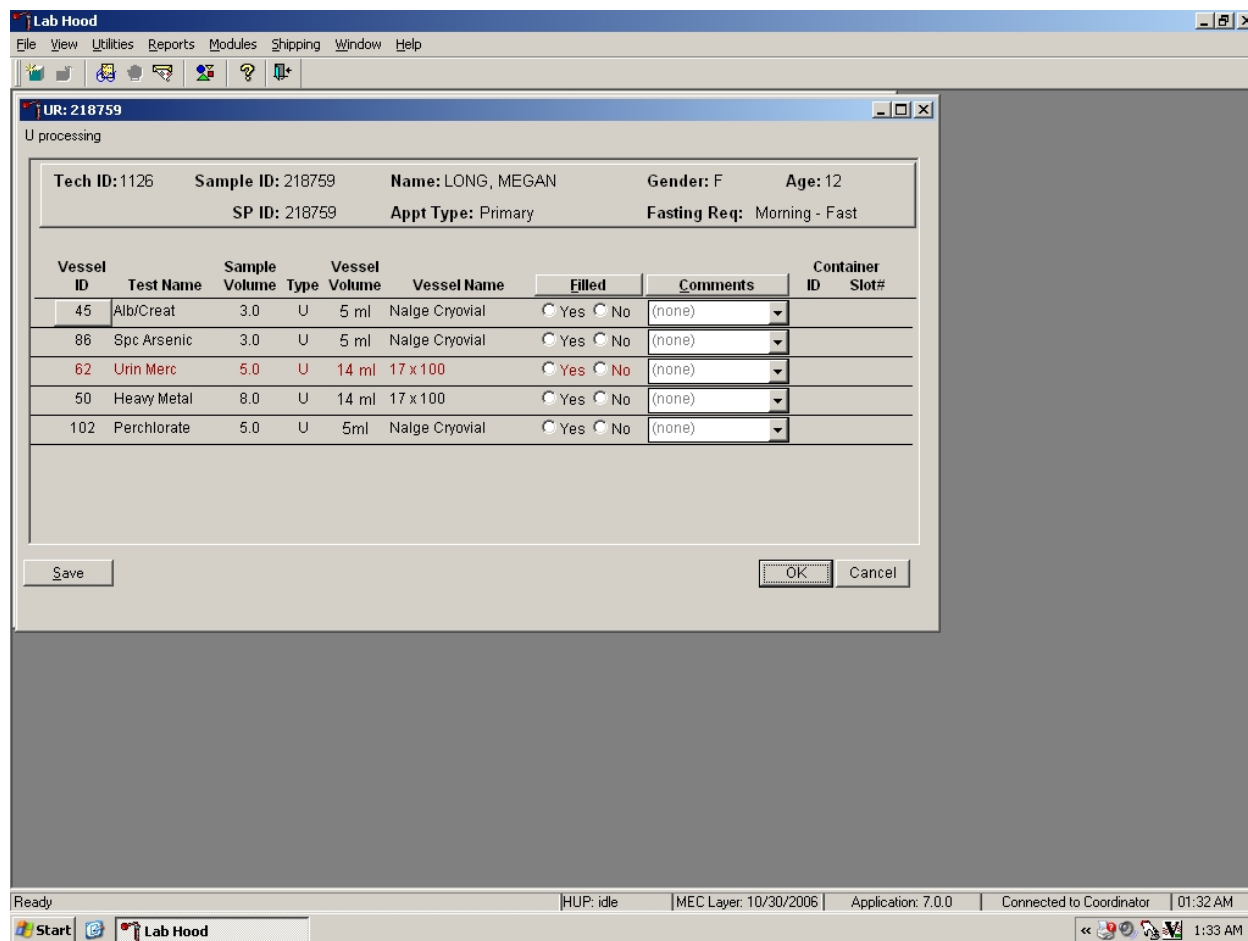 Lab Hood
File View Utilities Reports Modules Shipping Window Help
UR: 218759
U processing
Tech ID: 1126 Sample ID: 218759 Name: LONG, MEGAN Gender: F Age: 12
SP ID: 218759 Appt Type: Primary Fasting Req: Morning - Fast
Vessel Sample Vessel Container
ID Test Name Volume Type Volume Vessel Name Filled Comments ID Slot#
45 Alb/Creat 3.0 U 5 ml Nalge Cryovial Yes No (none)
86 Spc Arsenic 3.0 U 5 ml Nalge Cryovial Yes No (none)
62 Urin Merc 5.0 U 14 ml 17 x 100 Yes No (none)
50 Heavy Metal 8.0 U 14 ml 17 x 100 Yes No (none)
102 Perchlorate 5.0 U 5ml Nalge Cryovial Yes No (none)
Save OK Cancel
Ready HUP: idle MEC Layer: 10/30/2006 Application: 7.0.0 Connected to Coordinator 01:32 AM
Start Lab Hood « 1:33 AM